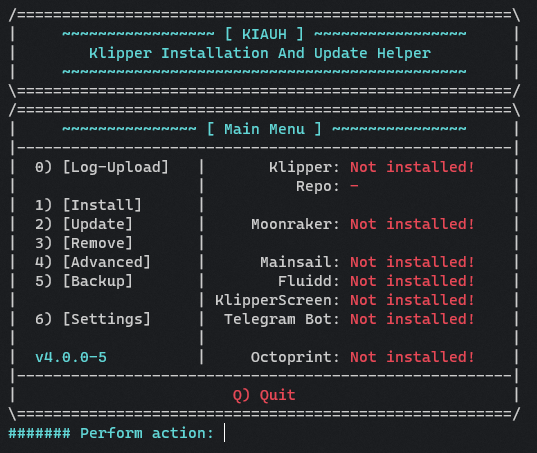 /=======================================================\
|     ~~~~~~~~~~~~~~~~~ [ KIAUH ] ~~~~~~~~~~~~~~~~~     |
|        Klipper Installation And Update Helper         |
|     ~~~~~~~~~~~~~~~~~~~~~~~~~~~~~~~~~~~~~~~~~~~~~     |
\=======================================================/
/=======================================================\
|     ~~~~~~~~~~~~~~~ [ Main Menu ] ~~~~~~~~~~~~~~~     |
|-------------------------------------------------------|
|  0) [Log-Upload]   |       Klipper: Not installed!    |
|                    |          Repo: -                 |
|  1) [Install]      |                                  |
|  2) [Update]       |     Moonraker: Not installed!    |
|  3) [Remove]       |                                  |
|  4) [Advanced]     |      Mainsail: Not installed!    |
|  5) [Backup]       |        Fluidd: Not installed!    |
|                    | KlipperScreen: Not installed!    |
|  6) [Settings]     |  Telegram Bot: Not installed!    |
|                    |                                  |
|  v4.0.0-5          |     Octoprint: Not installed!    |
|-------------------------------------------------------|
|                        Q) Quit                        |
\=======================================================/
####### Perform action: